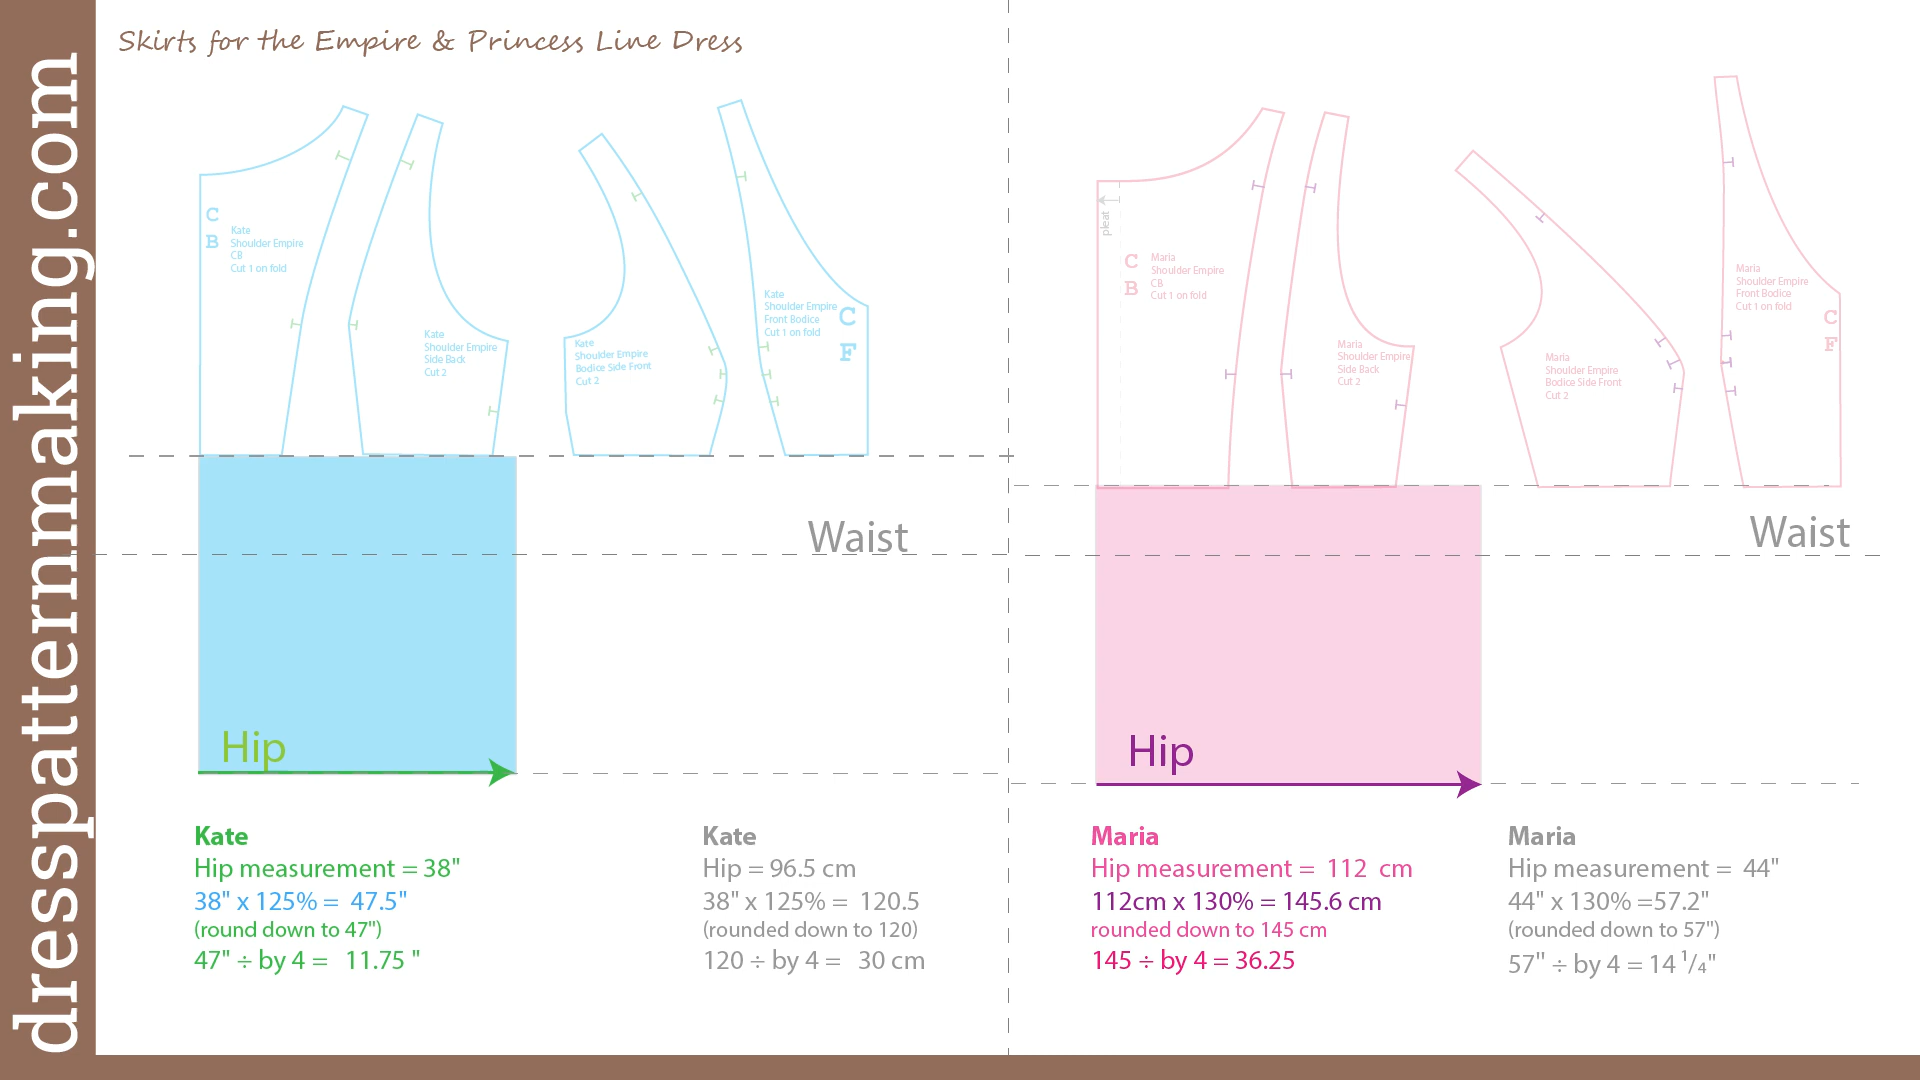 dresspatternmaking.com
Skirts for the Empire & Princess Line Dress
C
B
Kate
Shoulder Empire
CB
Cut 1 on fold
Kate
Shoulder Empire
Side Back
Cut 2
Kate
Shoulder Empire
Bodice Side Front
Cut 2
Kate
Shoulder Empire
Front Bodice
Cut 1 on fold
C
F
Waist
Hip
pleat
C
B
Maria
Shoulder Empire
CB
Cut 1 on fold
Maria
Shoulder Empire
Side Back
Cut 2
Maria
Shoulder Empire
Bodice Side Front
Cut 2
Maria
Shoulder Empire
Front Bodice
Cut 1 on fold
C
F
Waist
Hip
Kate
Hip measurement = 38"
38" x 125% = 47.5"
(round down to 47")
47" ÷ by 4 = 11.75 "
Kate
Hip = 96.5 cm
38" x 125% = 120.5
(rounded down to 120)
120 ÷ by 4 = 30 cm
Maria
Hip measurement = 112 cm
112cm x 130% = 145.6 cm
rounded down to 145 cm
145 ÷ by 4 = 36.25
Maria
Hip measurement = 44"
44" x 130% =57.2"
(rounded down to 57")
57" ÷ by 4 = 14 1/4"